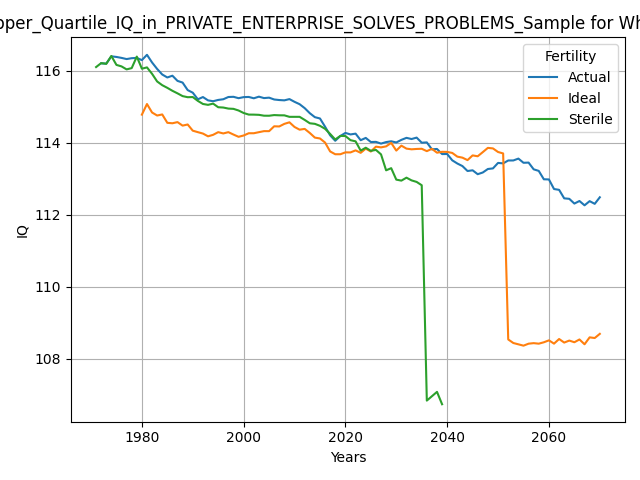 pper_Quartile_IQ_in_PRIVATE_ENTERPRISE_SOLVES_PROBLEMS_Sample for Wh
Fertility
Actual
Ideal
Sterile
116
114
112
110
108
IQ
1980
2000
2020
2040
2060
Years